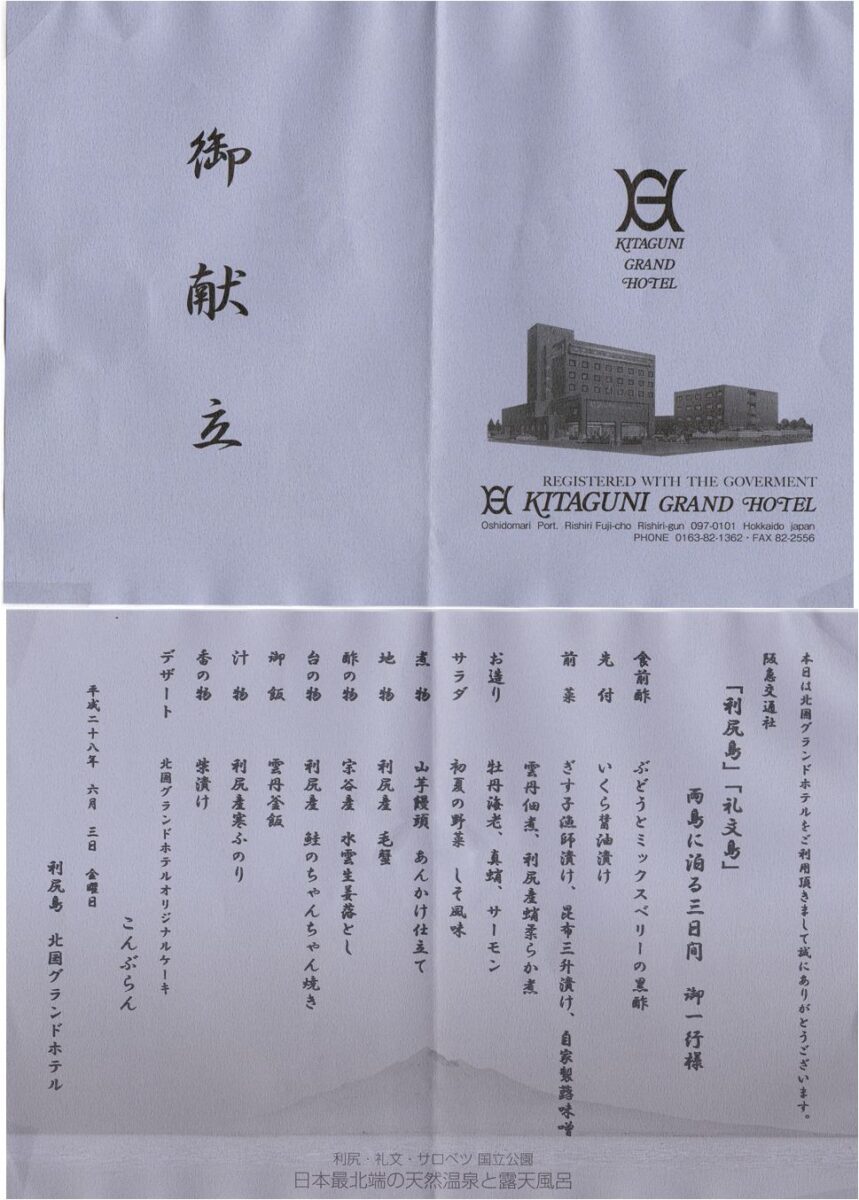 御献立
KITAGUNI
GRAND
HOTEL
REGISTERED WITH THE GOVERMENT
KITAGUNI GRAND HOTEL
Oshidomari Port. Rishiri Fuji-cho Rishiri-gun 097-0101 Hokkaido japan
PHONE 0163-82-1362・FAX 82-2556
本日は北国グランドホテルをご利用頂きまして誠にありがとうございます。
阪急交通社
「利尻島」「礼文島」
両島に泊る三日間 御一行様
食前酢 ぶどうとミックスベリーの黒酢
先付 いくら醤油漬け
前菜 ぎす子漁師漬け、昆布三升漬け、自家製蕗味噌
雲丹佃煮、利尻産蛸柔らか煮
お造り 牡丹海老、真蛸、サーモン
サラダ 初夏の野菜 しそ風味
煮物 山芋饅頭 あんかけ仕立て
地物 利尻産 毛蟹
酢の物 宗谷産 水雲生姜落とし
台の物 利尻産 鮭のちゃんちゃん焼き
御飯 雲丹釜飯
汁物 利尻産寒ふのり
香の物 柴漬け
デザート 北国グランドホテルオリジナルケーキ
こんぶらん
平成二十八年 六月 三日 金曜日
利尻島 北国グランドホテル
利尻・礼文・サロベツ 国立公園
日本最北端の天然温泉と露天風呂